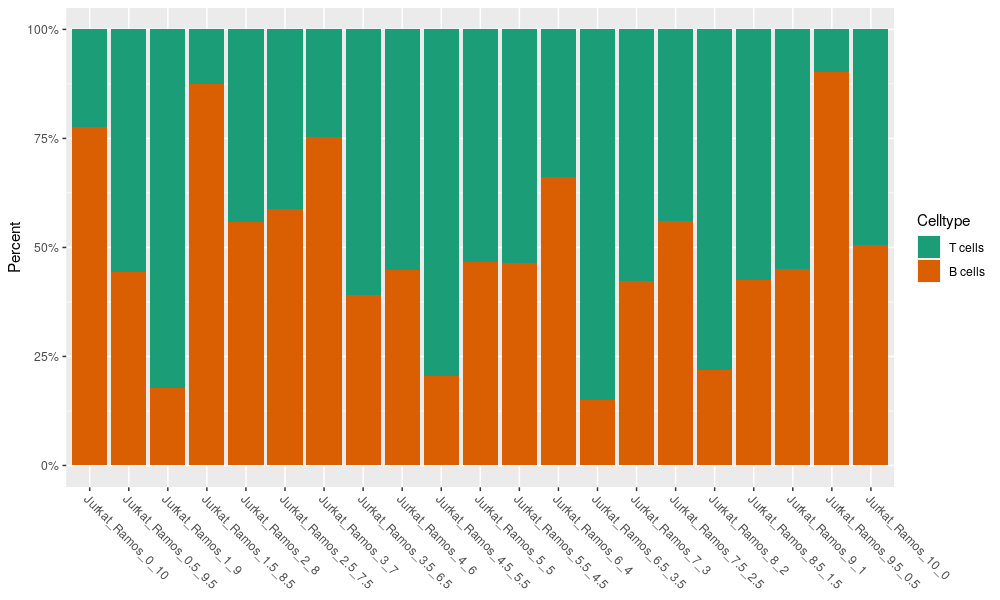 100%
75%
50%
25%
0%
Percent
Jurkat_Ramos_0_10
Jurkat_Ramos_0.5_9.5
Jurkat_Ramos_1_9
Jurkat_Ramos_1.5_8.5
Jurkat_Ramos_2_8
Jurkat_Ramos_2.5_7.5
Jurkat_Ramos_3_7
Jurkat_Ramos_3.5_6.5
Jurkat_Ramos_4_6
Jurkat_Ramos_4.5_5.5
Jurkat_Ramos_5_5
Jurkat_Ramos_5.5_4.5
Jurkat_Ramos_6_4
Jurkat_Ramos_6.5_3.5
Jurkat_Ramos_7_3
Jurkat_Ramos_7.5_2.5
Jurkat_Ramos_8_2
Jurkat_Ramos_8.5_1.5
Jurkat_Ramos_9_1
Jurkat_Ramos_9.5_0.5
Jurkat_Ramos_10_0
Celltype
T cells
B cells